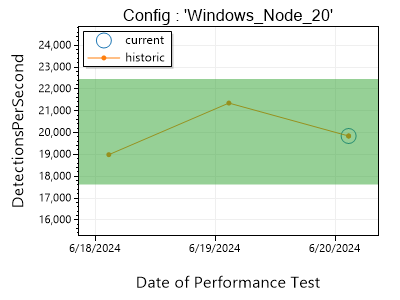 Config : 'Windows_Node_20'
current
historic
DetectionsPerSecond
24,000
23,000
22,000
21,000
20,000
19,000
18,000
17,000
16,000
6/18/2024 6/19/2024 6/20/2024
Date of Performance Test